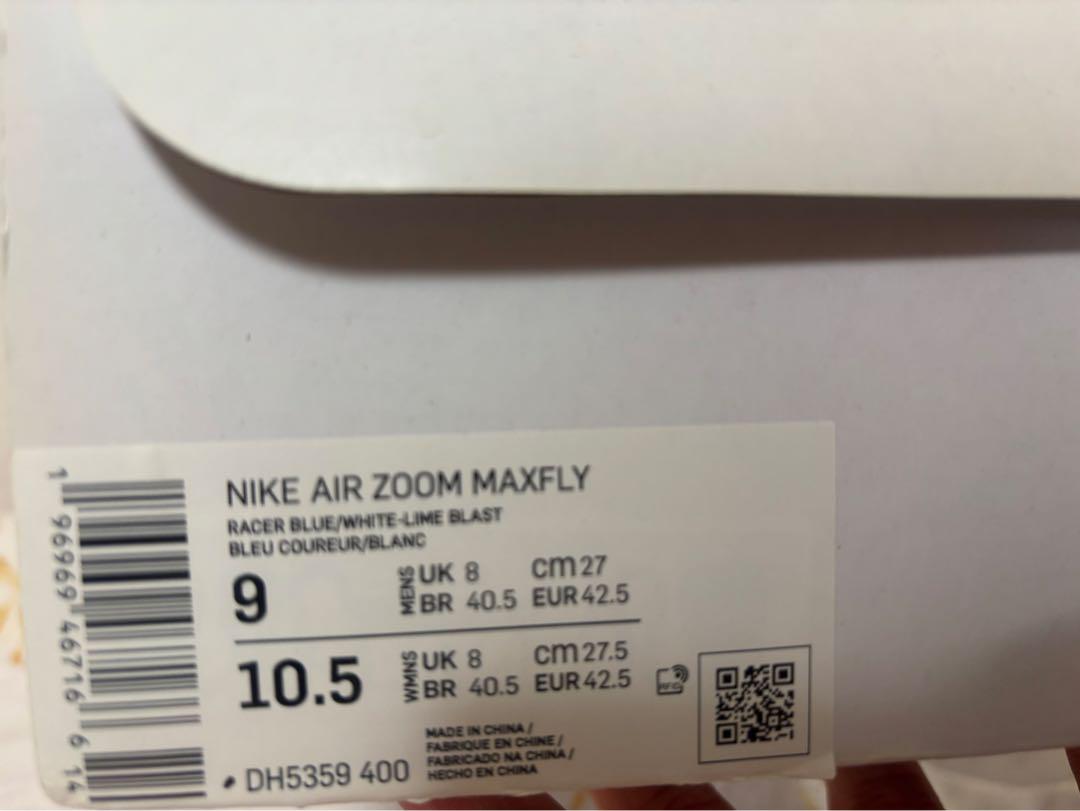 NIKE AIR ZOOM MAXFLY
RACER BLUE/WHITE-LIME BLAST
BLEU COUREUR/BLANC
9 MENS UK 8 cm 27
BR 40.5 EUR 42.5
10.5 WMNS UK 8 cm 27.5
BR 40.5 EUR 42.5
RFID
MADE IN CHINA /
FABRIQUE EN CHINE /
FABRICADO NA CHINA /
HECHO EN CHINA
DH5359 400
1 96969 46716 6 14